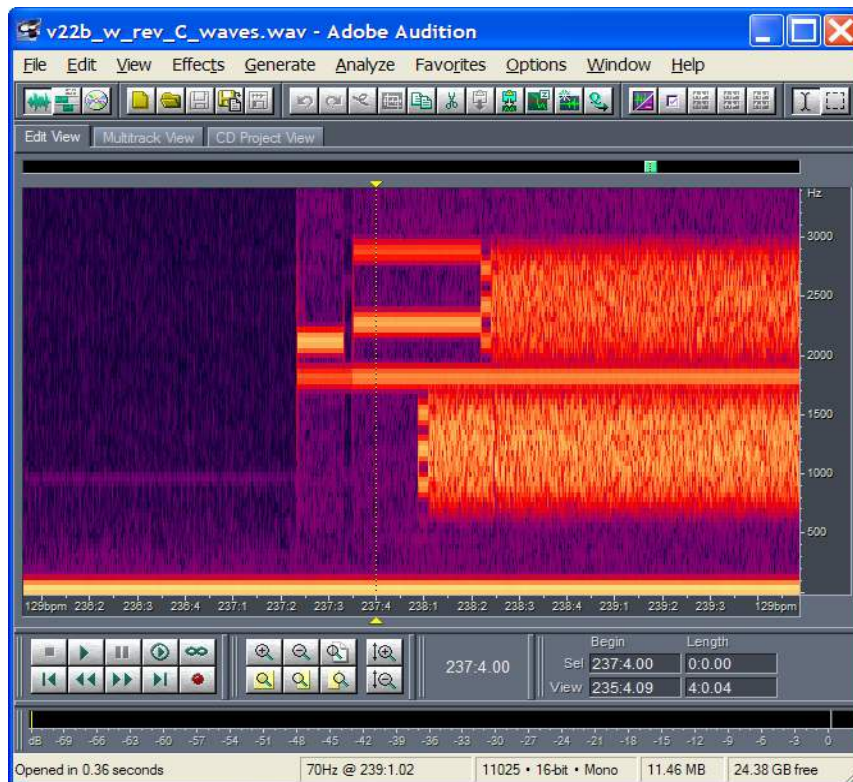 v22b_w_rev_C_waves.wav - Adobe Audition
File Edit View Effects Generate Analyze Favorites Options Window Help
Edit View Multitrack View CD Project View
Hz
3000
2500
2000
1500
1000
500
129bpm 236:2 236:3 236:4 237:1 237:2 237:3 237:4 238:1 238:2 238:3 238:4 239:1 239:2 239:3 129bpm
Begin Length
237:4.00
Sel 237:4.00 0:0.00
View 235:4.09 4:0.04
dB -69 -66 -63 -60 -57 -54 -51 -48 -45 -42 -39 -36 -33 -30 -27 -24 -21 -18 -15 -12 -9 -6 -3 0
Opened in 0.36 seconds 70Hz @ 239:1.02 11025 • 16-bit • Mono 11.46 MB 24.38 GB free